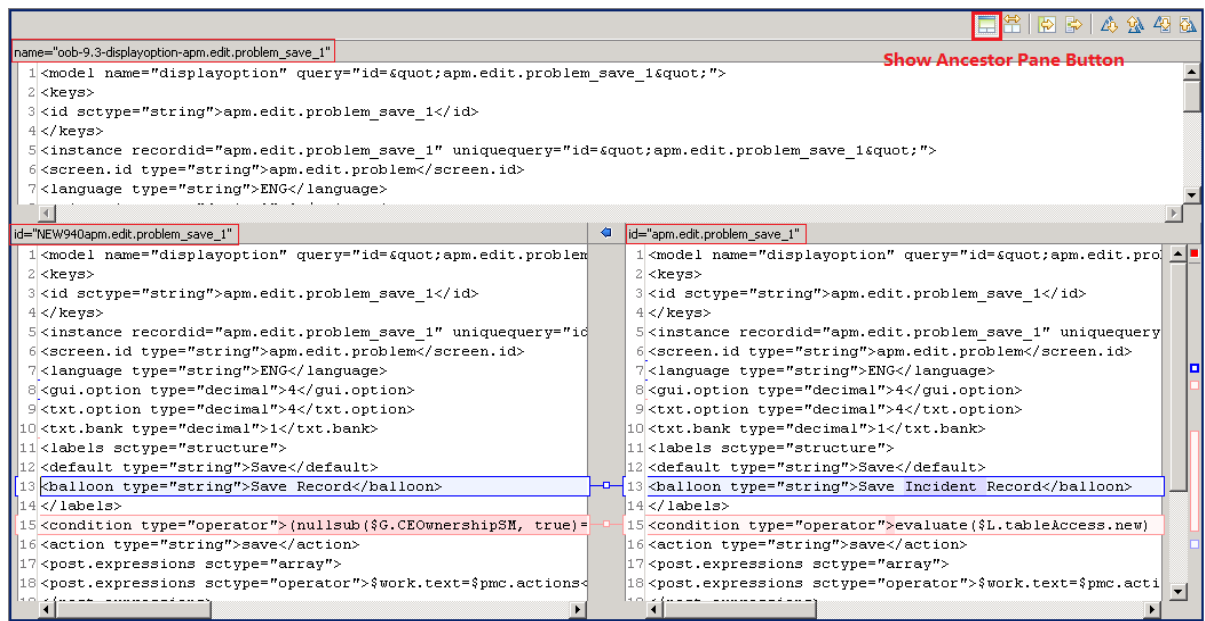 name="oob-9.3-displayoption-apm.edit.problem_save_1"
Show Ancestor Pane Button
1 <model name="displayoption" query="id=&quot;apm.edit.problem_save_1&quot;">
2 <keys>
3 <id sctype="string">apm.edit.problem_save_1</id>
4 </keys>
5 <instance recordid="apm.edit.problem_save_1" uniquequery="id=&quot;apm.edit.problem_save_1&quot;">
6 <screen.id type="string">apm.edit.problem</screen.id>
7 <language type="string">ENG</language>
id="NEW940apm.edit.problem_save_1"
1 <model name="displayoption" query="id=&quot;apm.edit.problem
2 <keys>
3 <id sctype="string">apm.edit.problem_save_1</id>
4 </keys>
5 <instance recordid="apm.edit.problem_save_1" uniquequery="id
6 <screen.id type="string">apm.edit.problem</screen.id>
7 <language type="string">ENG</language>
8 <gui.option type="decimal">4</gui.option>
9 <txt.option type="decimal">4</txt.option>
10 <txt.bank type="decimal">1</txt.bank>
11 <labels sctype="structure">
12 <default type="string">Save</default>
13 <balloon type="string">Save Record</balloon>
14 </labels>
15 <condition type="operator">(nullsub($G.CEOwnershipSM, true)=
16 <action type="string">save</action>
17 <post.expressions sctype="array">
18 <post.expressions sctype="operator">$work.text=$pmc.actions<
id="apm.edit.problem_save_1"
1 <model name="displayoption" query="id=&quot;apm.edit.pro
2 <keys>
3 <id sctype="string">apm.edit.problem_save_1</id>
4 </keys>
5 <instance recordid="apm.edit.problem_save_1" uniquequery
6 <screen.id type="string">apm.edit.problem</screen.id>
7 <language type="string">ENG</language>
8 <gui.option type="decimal">4</gui.option>
9 <txt.option type="decimal">4</txt.option>
10 <txt.bank type="decimal">1</txt.bank>
11 <labels sctype="structure">
12 <default type="string">Save</default>
13 <balloon type="string">Save Incident Record</balloon>
14 </labels>
15 <condition type="operator">evaluate($L.tableAccess.new)
16 <action type="string">save</action>
17 <post.expressions sctype="array">
18 <post.expressions sctype="operator">$work.text=$pmc.acti